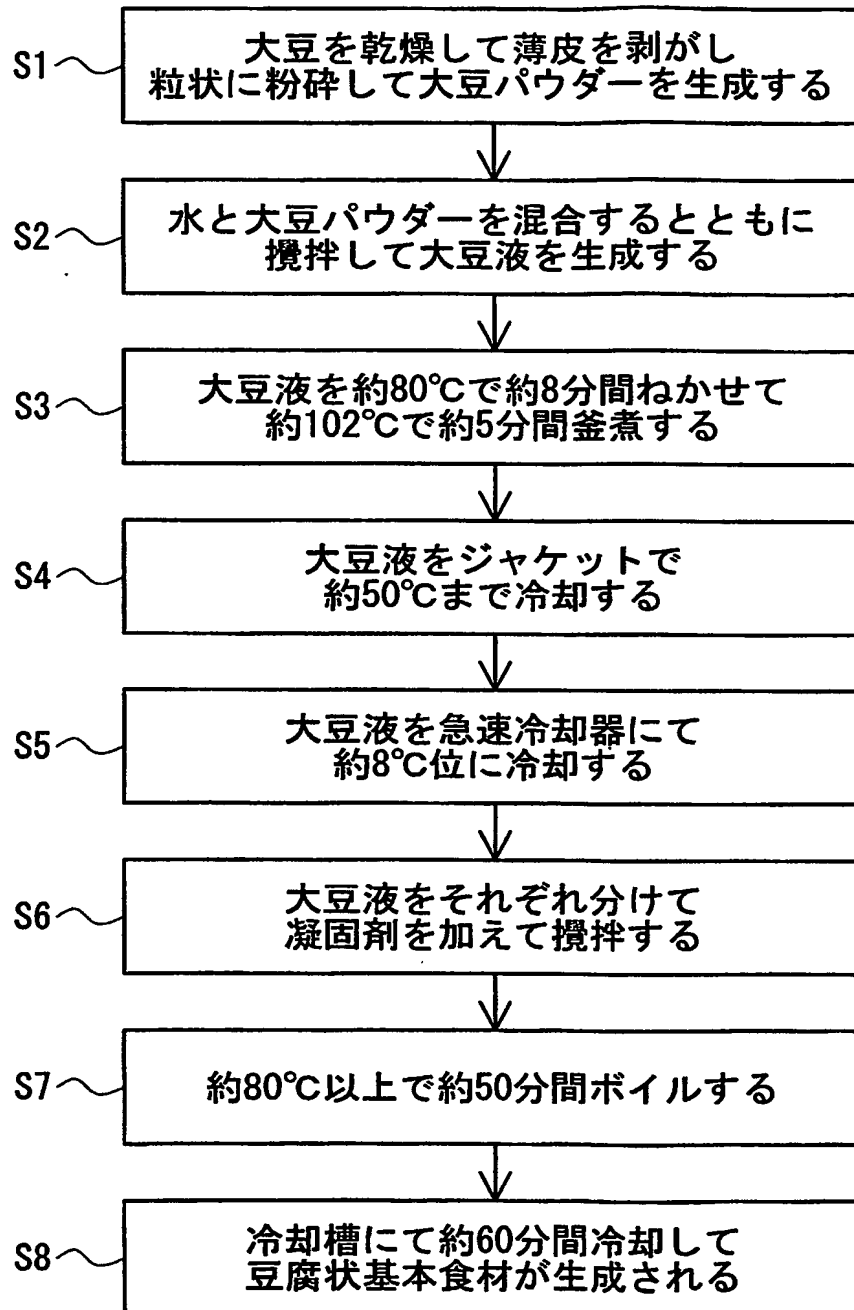 S1
大豆を乾燥して薄皮を剥がし
粒状に粉砕して大豆パウダーを生成する
S2
水と大豆パウダーを混合するとともに
攪拌して大豆液を生成する
S3
大豆液を約80℃で約8分間ねかせて
約102℃で約5分間釜煮する
S4
大豆液をジャケットで
約50℃まで冷却する
S5
大豆液を急速冷却器にて
約8℃位に冷却する
S6
大豆液をそれぞれ分けて
凝固剤を加えて攪拌する
S7
約80℃以上で約50分間ボイルする
S8
冷却槽にて約60分間冷却して
豆腐状基本食材が生成される